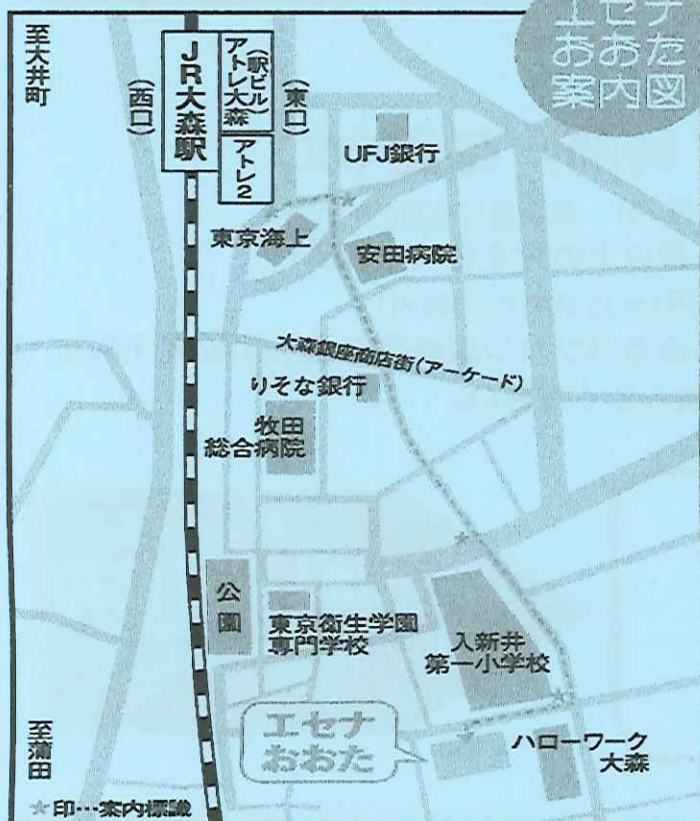 エセナ
おおた
案内図
至大井町
(西口)
JR大森駅
(駅ビル)
アトレ大森
アトレ2
(東口)
UFJ銀行
東京海上
安田病院
大森銀座商店街(アーケード)
りそな銀行
牧田
総合病院
公園
東京衛生学園
専門学校
入新井
第一小学校
エセナ
おおた
ハローワーク
大森
至蒲田
☆印…案内標識